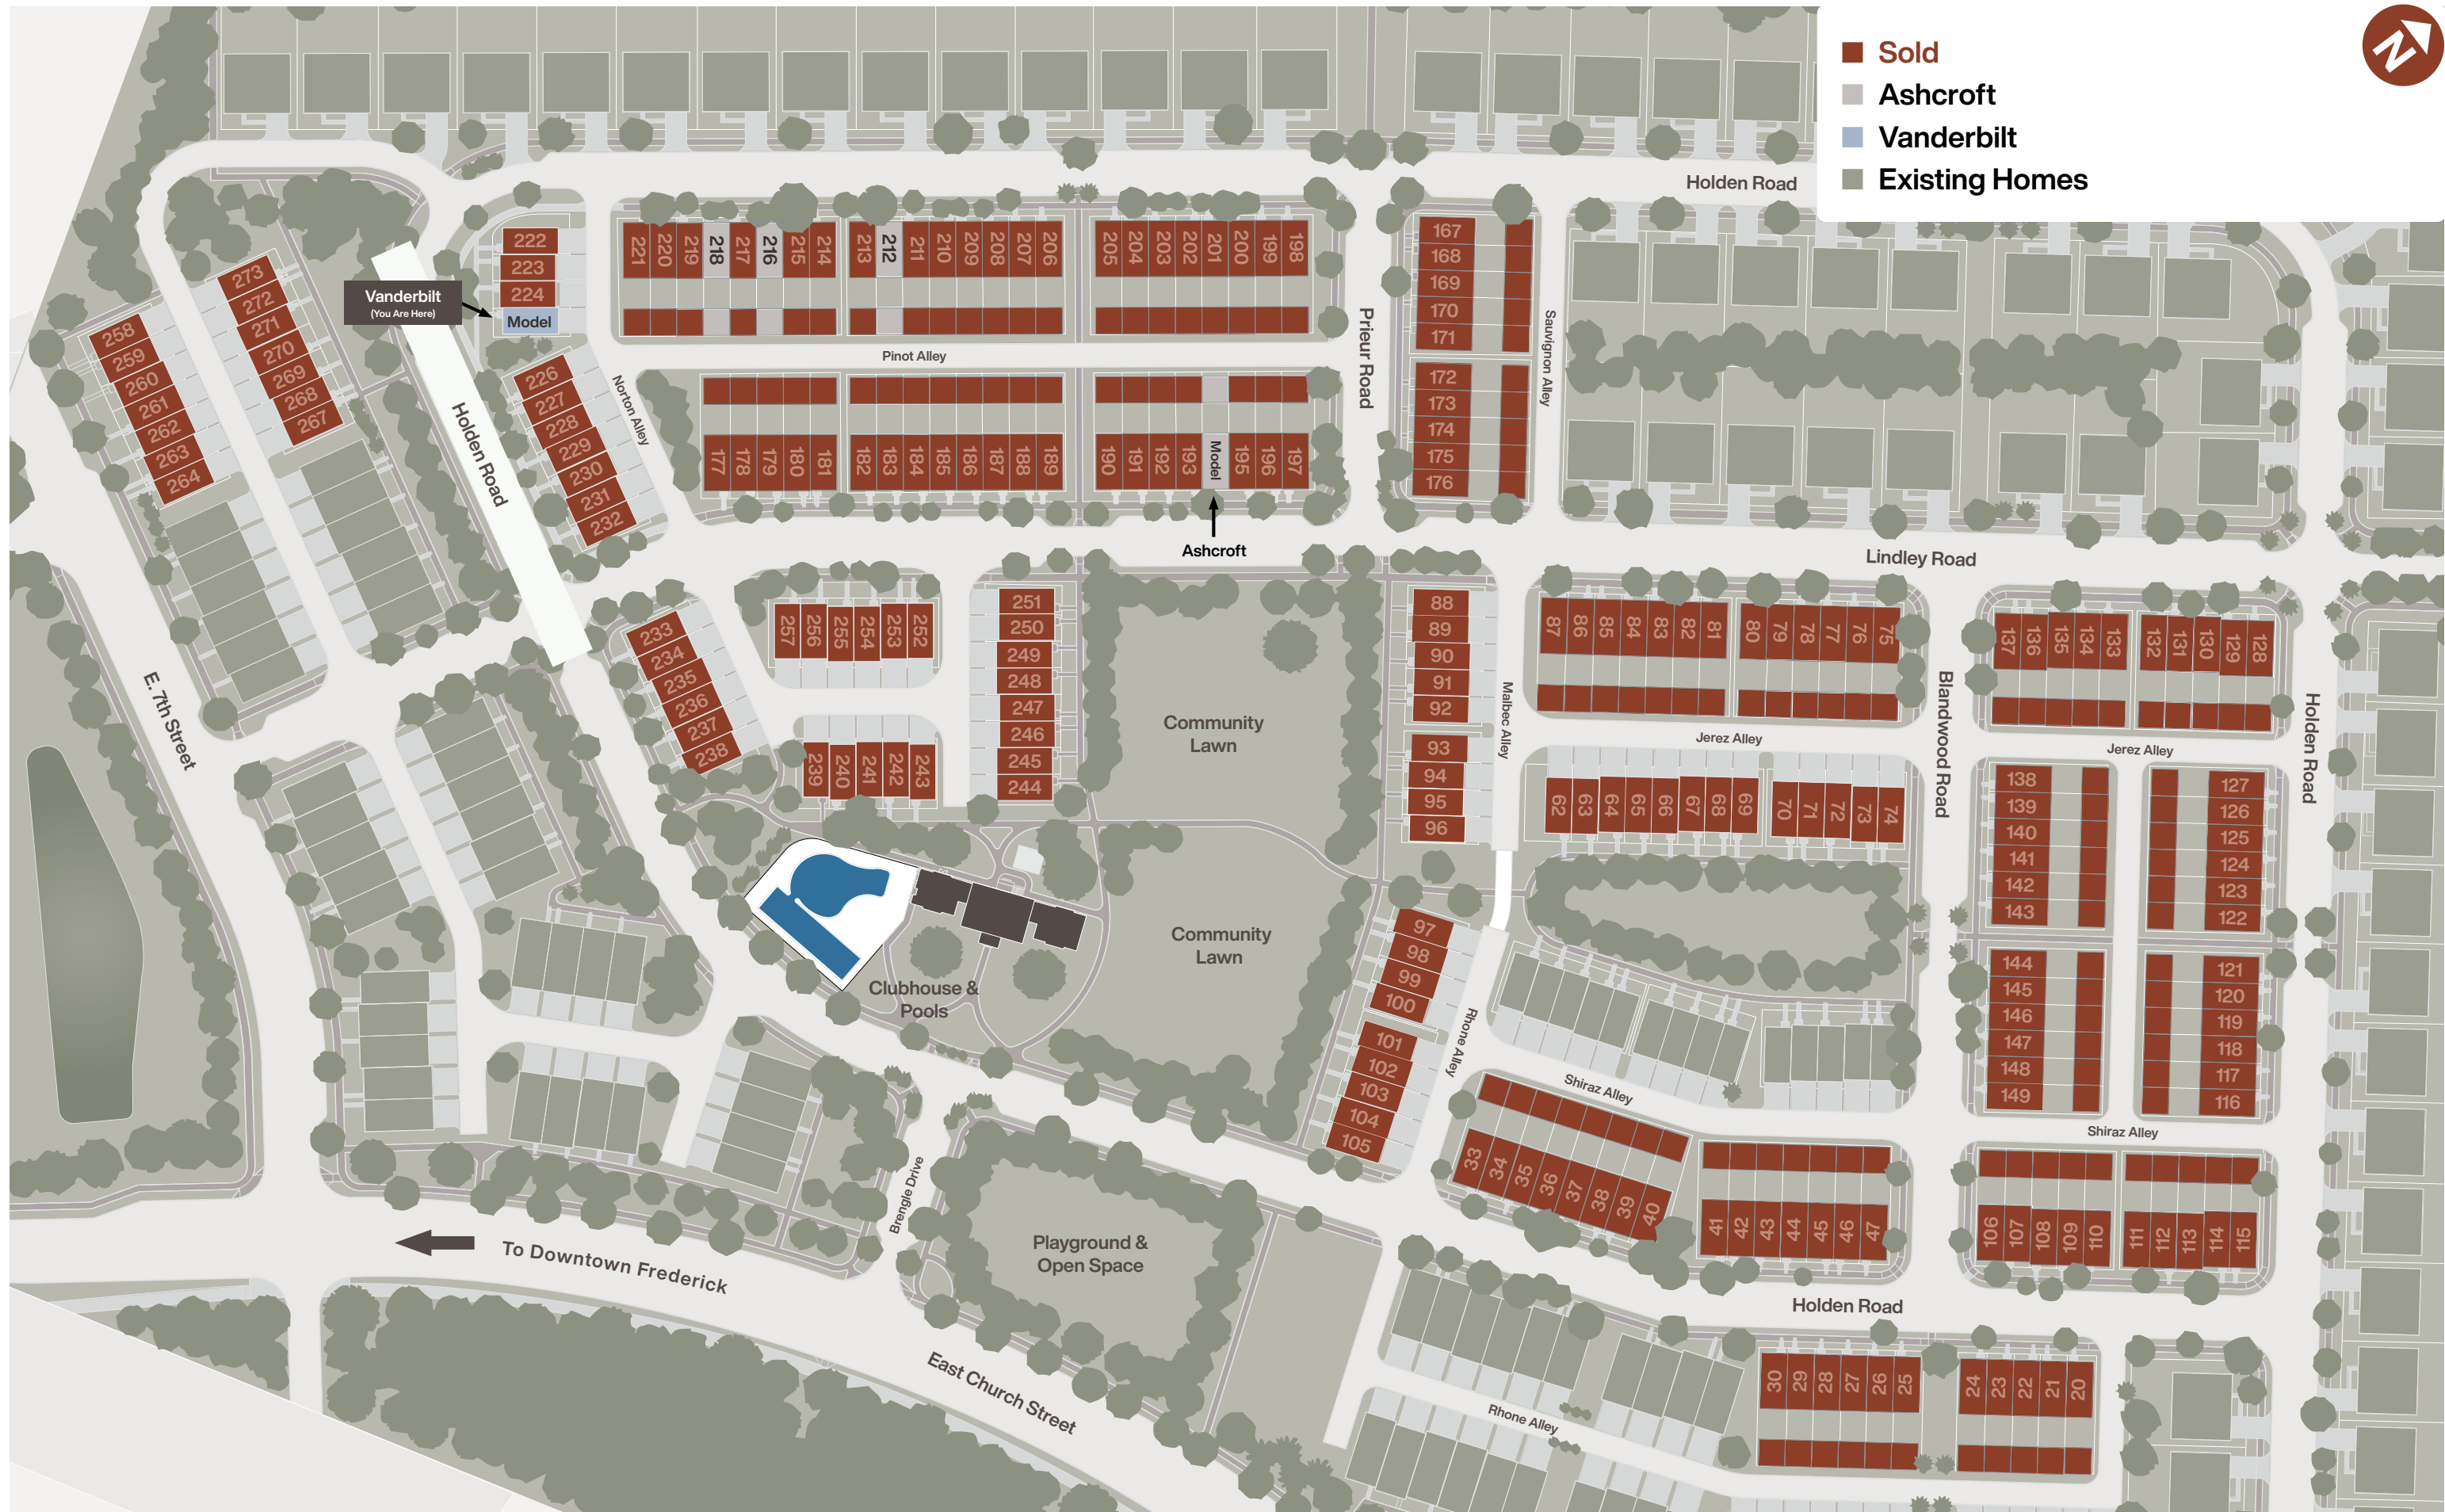 N
Sold
Ashcroft
Vanderbilt
Existing Homes
Holden Road
222
223
224
Model
Vanderbilt
(You Are Here)
221 220 219 218 217 216 215 214
213 212 211 210 209 208 207 206
205 204 203 202 201 200 199 198
Pinot Alley
177 178 179 180 181
182 183 184 185 186 187 188 189
190 191 192 193 Model 195 196 197
Ashcroft
Prieur Road
167
168
169
170
171
172
173
174
175
176
Sauvignon Alley
273
272
271
270
269
268
267
258
259
260
261
262
263
264
Holden Road
226
227
228
229
230
231
232
Norton Alley
Lindley Road
E. 7th Street
233
234
235
236
237
238
257 256 255 254 253 252
239 240 241 242 243
251
250
249
248
247
246
245
244
Community
Lawn
Community
Lawn
Clubhouse &
Pools
88
89
90
91
92
93
94
95
96
Malbec Alley
97
98
99
100
101
102
103
104
105
Rhone Alley
87 86 85 84 83 82 81
80 79 78 77 76 75
Jerez Alley
62 63 64 65 66 67 68 69
70 71 72 73 74
Blandwood Road
137 136 135 134 133
132 131 130 129 128
Jerez Alley
Holden Road
138
139
140
141
142
143
127
126
125
124
123
122
144
145
146
147
148
149
121
120
119
118
117
116
Shiraz Alley
Shiraz Alley
33 34 35 36 37 38 39 40
41 42 43 44 45 46 47
106 107 108 109 110
111 112 113 114 115
Holden Road
Brengle Drive
Playground &
Open Space
To Downtown Frederick
East Church Street
Rhone Alley
30 29 28 27 26 25
24 23 22 21 20